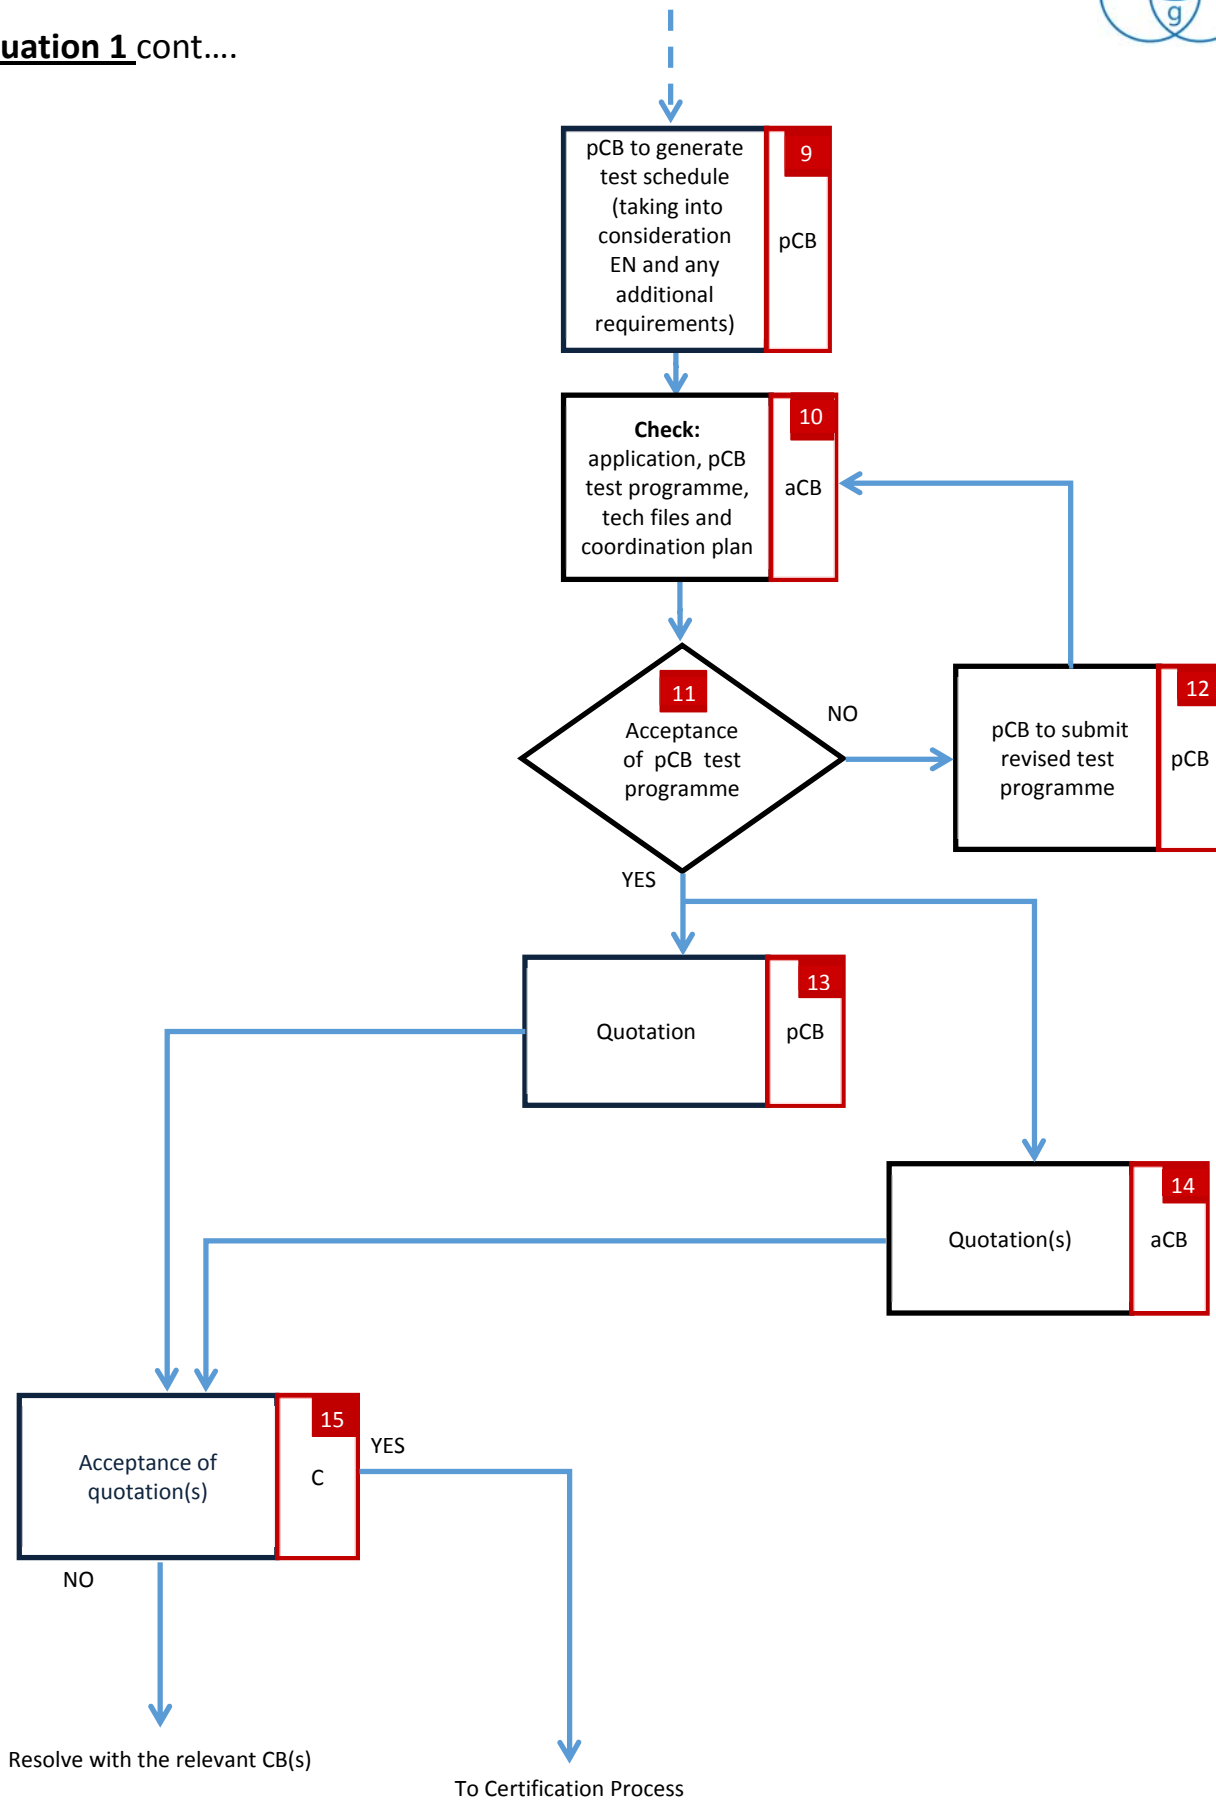 uation 1 cont....
g
pCB to generate
test schedule
(taking into
consideration
EN and any
additional
requirements)
9
pCB
Check:
application, pCB
test programme,
tech files and
coordination plan
10
aCB
11
Acceptance
of pCB test
programme
NO
pCB to submit
revised test
programme
12
pCB
YES
Quotation
13
pCB
Quotation(s)
14
aCB
Acceptance of
quotation(s)
15
C
YES
NO
Resolve with the relevant CB(s)
To Certification Process